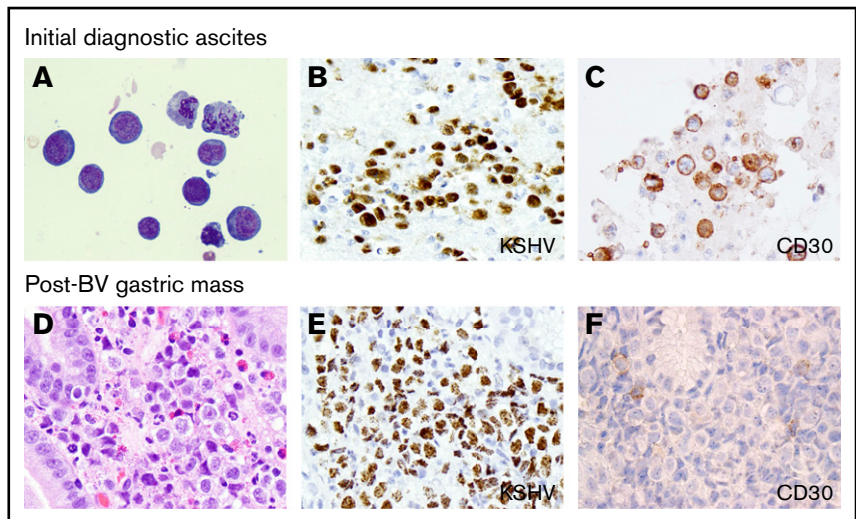 Initial diagnostic ascites
A
B
KSHV
C
CD30
Post-BV gastric mass
D
E
KSHV
F
CD30